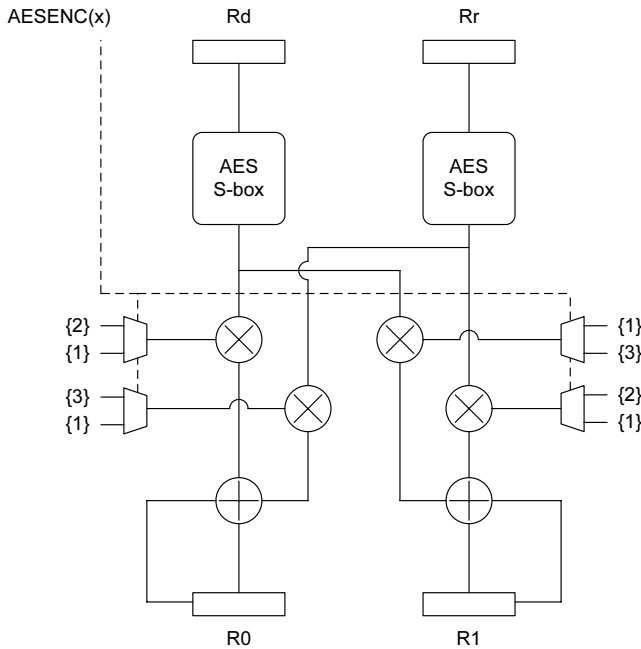 AESENC(x) Rd Rr
AES
S-box
AES
S-box
{2} {1}
{1} {3}
{3} {2}
{1} {1}
R0 R1